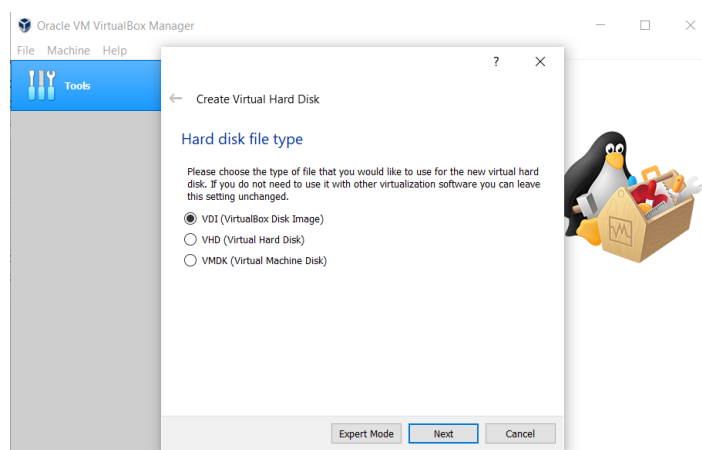 Oracle VM VirtualBox Manager
File Machine Help
Tools
? ×
← Create Virtual Hard Disk
Hard disk file type
Please choose the type of file that you would like to use for the new virtual hard
disk. If you do not need to use it with other virtualization software you can leave
this setting unchanged.
VDI (VirtualBox Disk Image)
VHD (Virtual Hard Disk)
VMDK (Virtual Machine Disk)
Expert Mode Next Cancel